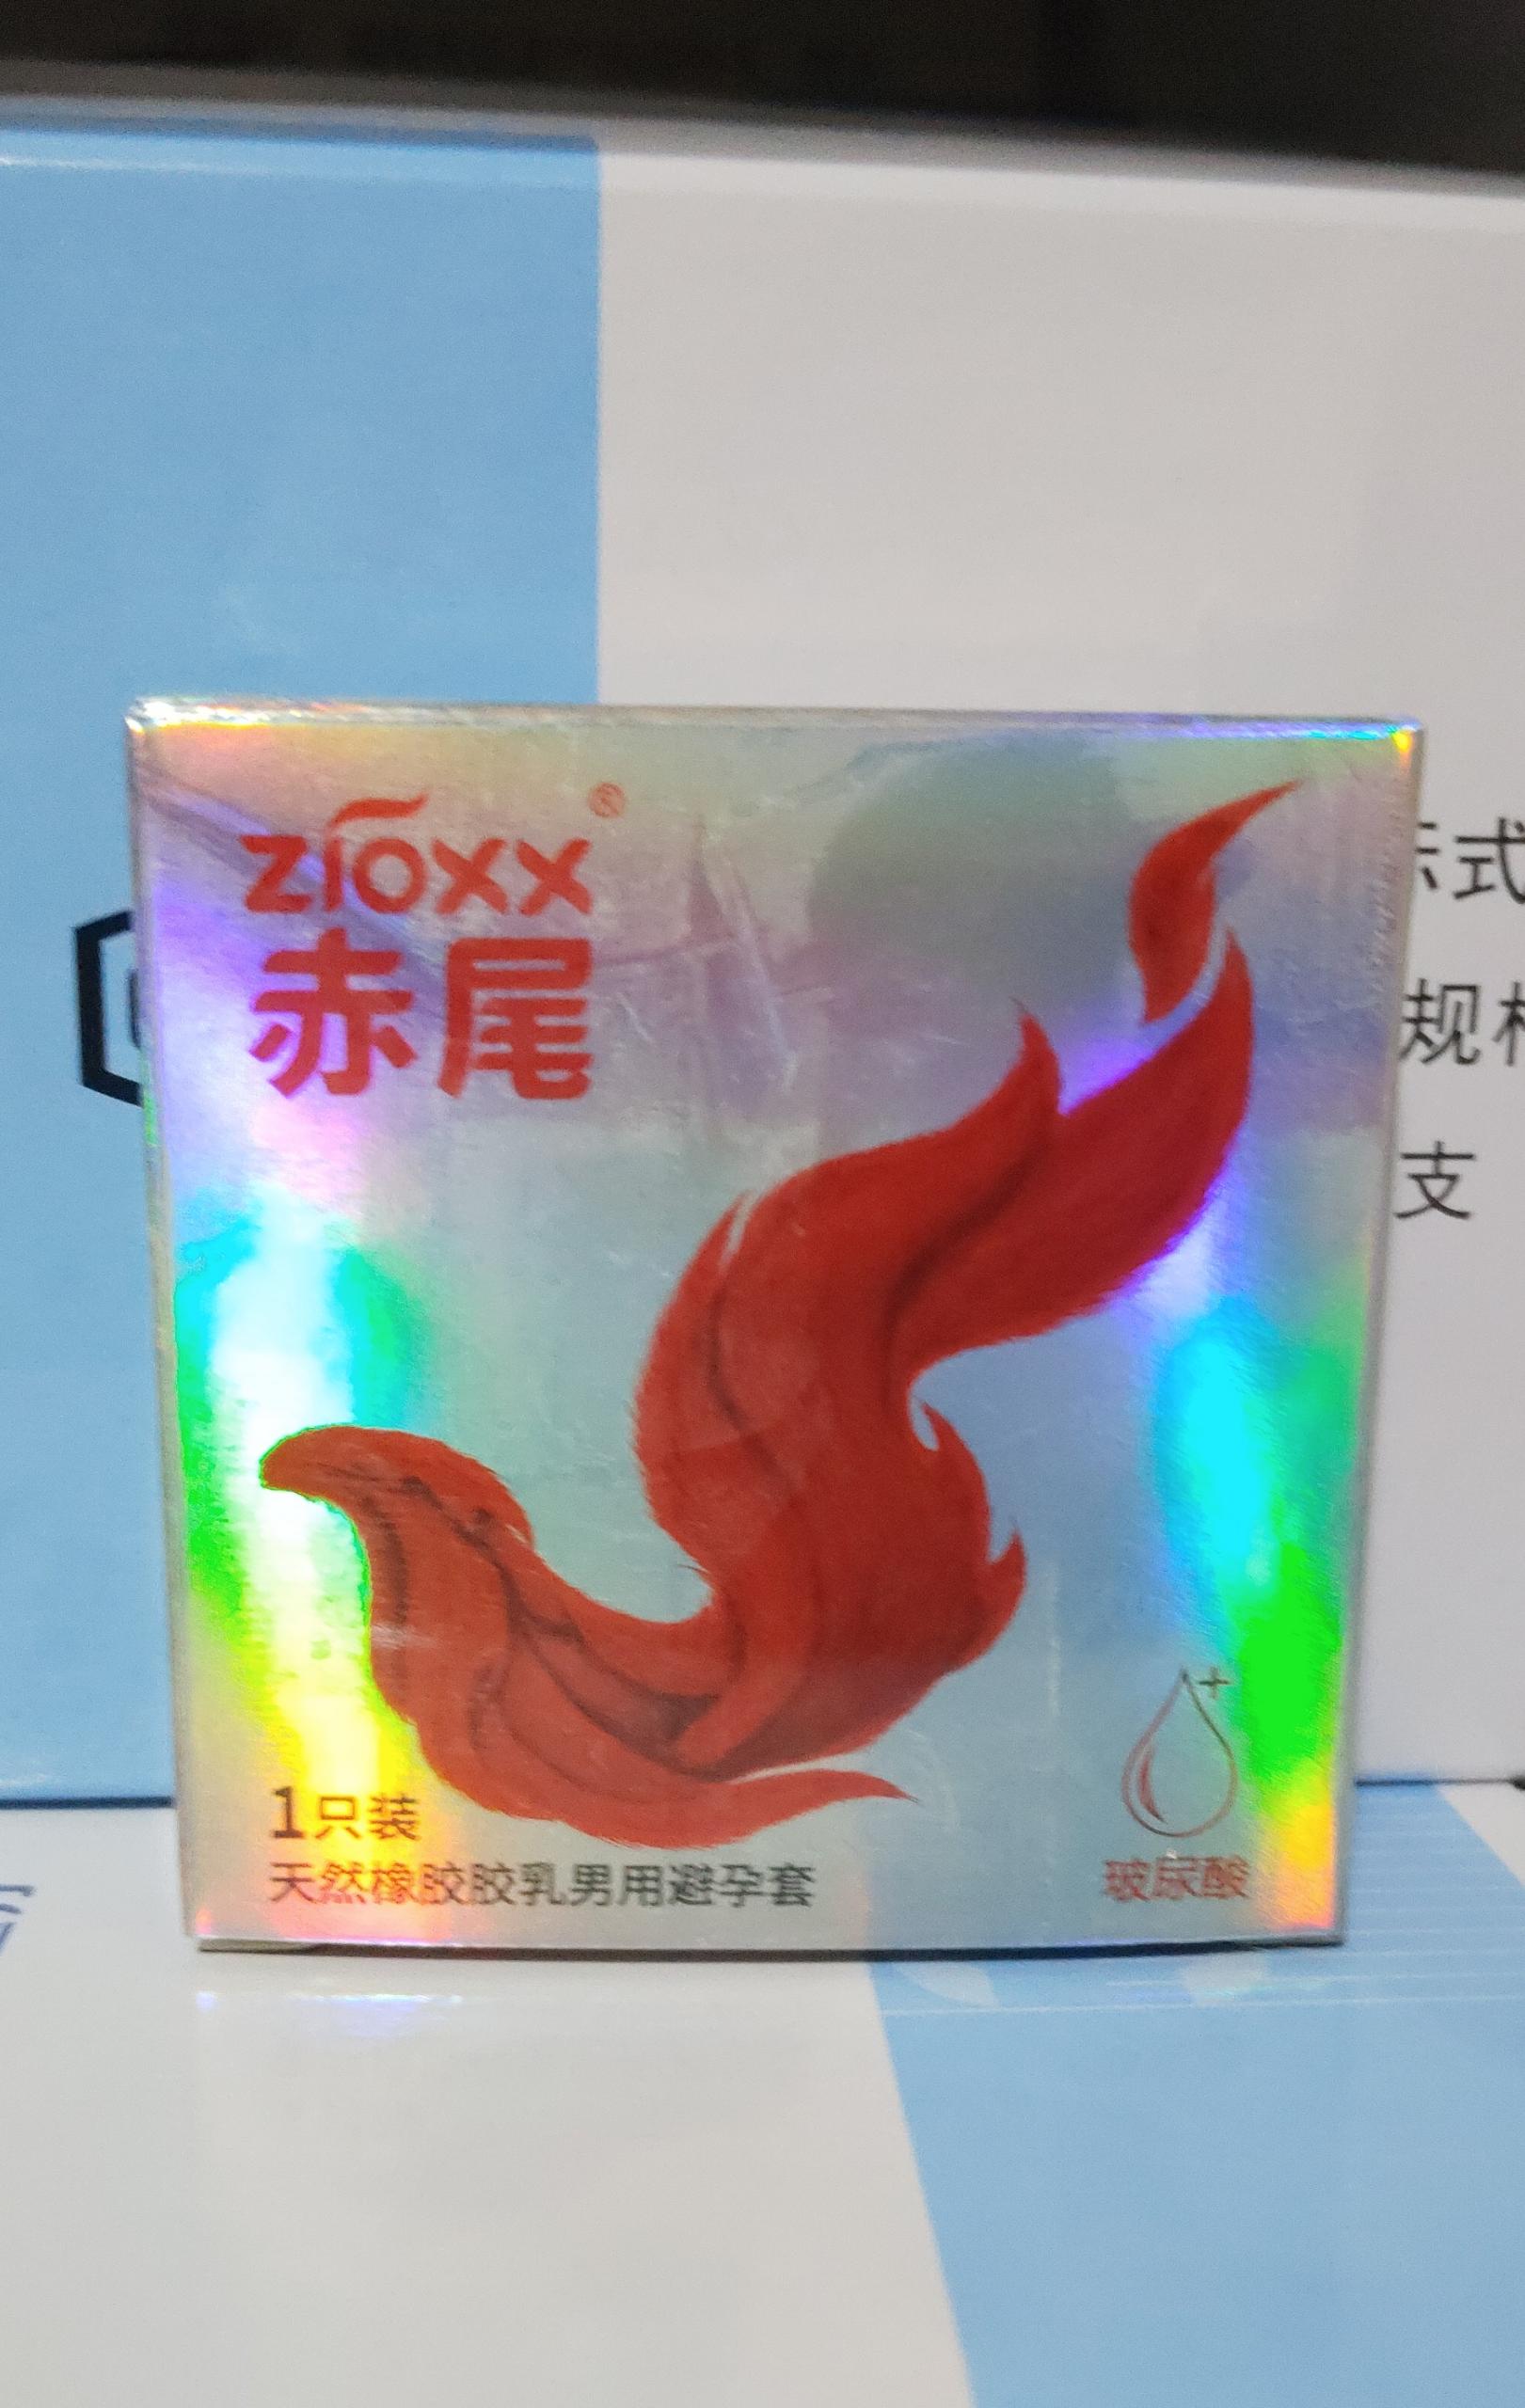 zioxx®
赤尾
1只装
天然橡胶胶乳男用避孕套
玻尿酸
式
规
支